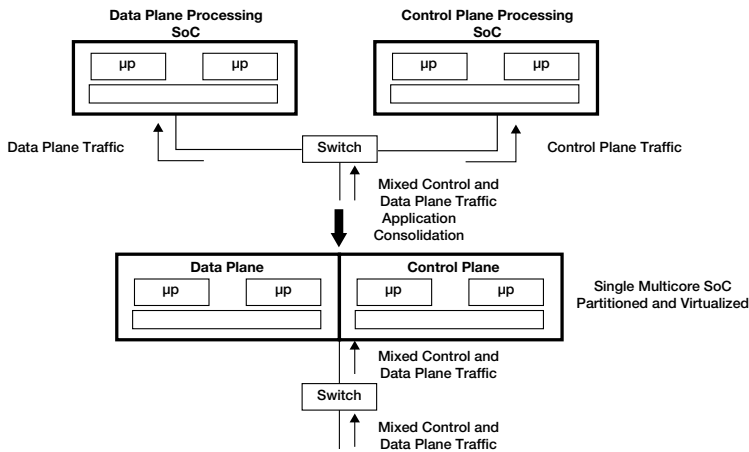 Data Plane Processing
SoC
Control Plane Processing
SoC
µp
µp
µp
µp
Data Plane Traffic
Switch
Control Plane Traffic
Mixed Control and
Data Plane Traffic
Application
Consolidation
Data Plane
Control Plane
µp
µp
µp
µp
Single Multicore SoC
Partitioned and Virtualized
Mixed Control and
Data Plane Traffic
Switch
Mixed Control and
Data Plane Traffic